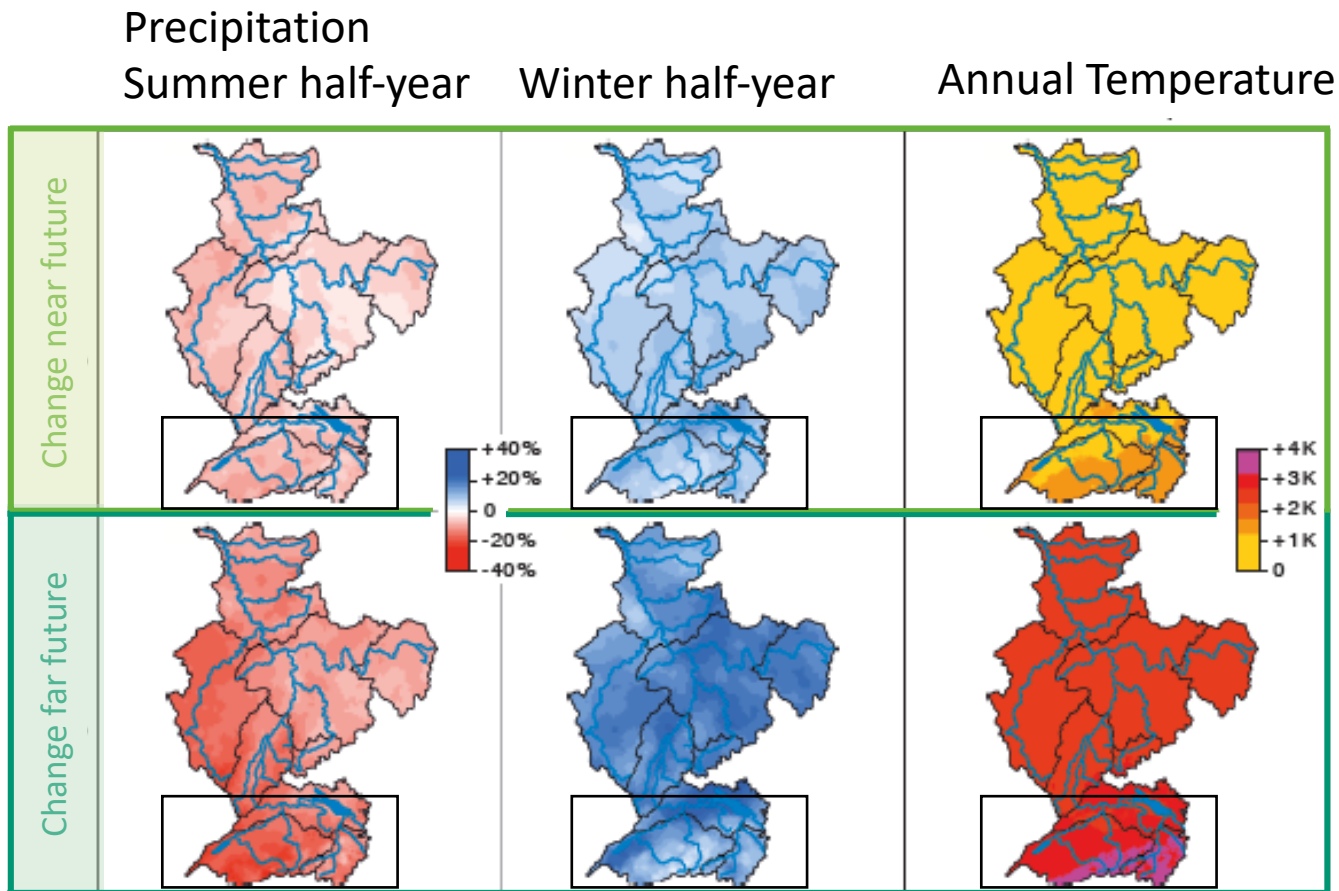 Precipitation
Summer half-year
Winter half-year
Annual Temperature
Change near future
+40%
+20%
0
-20%
-40%
+4K
+3K
+2K
+1K
0
Change far future